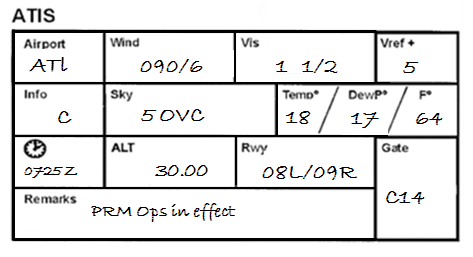 ATIS
Airport Wind Vis Vref +
ATl 090/6 1 1/2 5
Info Sky Temp° DewP° F°
C 5 OVC 18 / 17 / 64
ALT Rwy Gate
0725Z 30.00 08L/09R
C14
Remarks
PRM Ops in effect